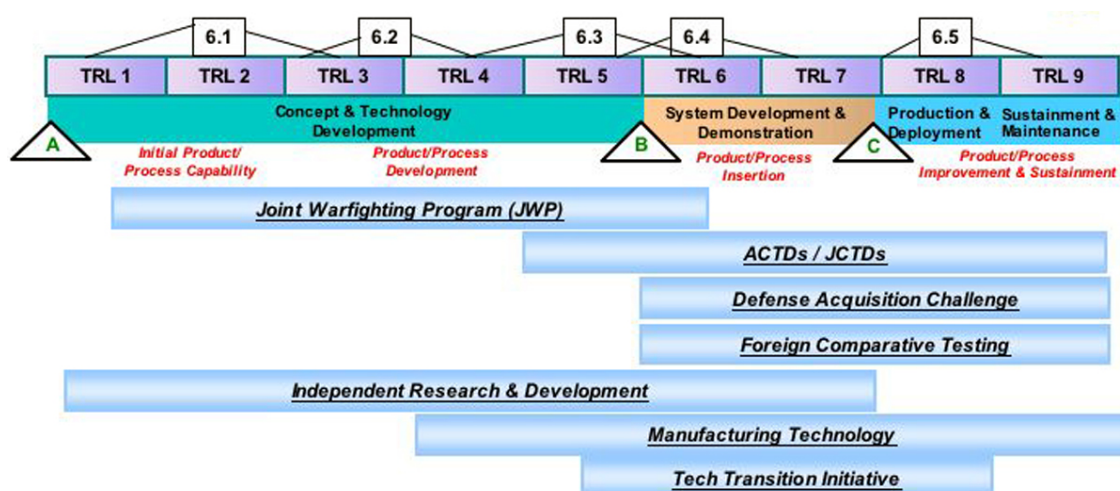 6.1
6.2
6.3
6.4
6.5
TRL 1
TRL 2
TRL 3
TRL 4
TRL 5
TRL 6
TRL 7
TRL 8
TRL 9
Concept & Technology
Development
System Development &
Demonstration
Production &
Deployment
Sustainment &
Maintenance
A
B
C
Initial Product/
Process Capability
Product/Process
Development
Product/Process
Insertion
Product/Process
Improvement & Sustainment
Joint Warfighting Program (JWP)
ACTDs / JCTDs
Defense Acquisition Challenge
Foreign Comparative Testing
Independent Research & Development
Manufacturing Technology
Tech Transition Initiative